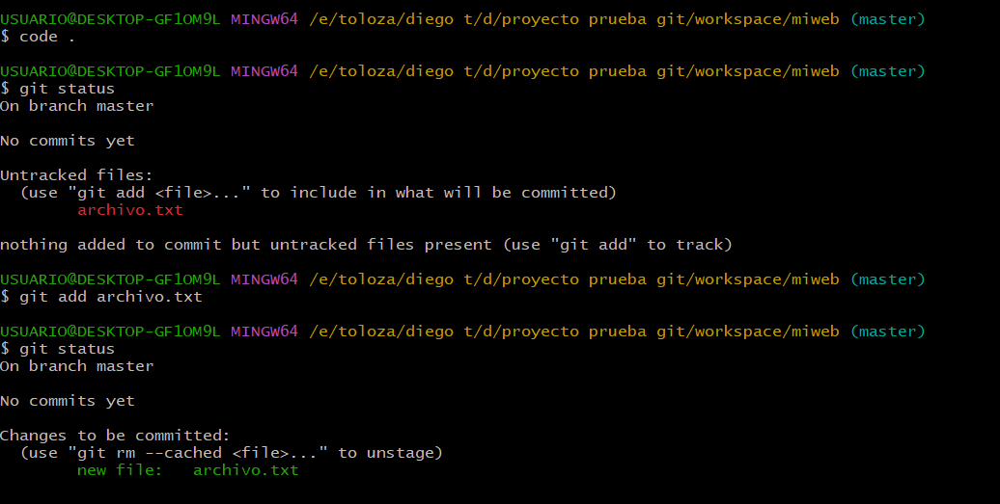 USUARIO@DESKTOP-GF1OM9L MINGW64 /e/toloza/diego t/d/proyecto prueba git/workspace/miweb (master)
$ code .
USUARIO@DESKTOP-GF1OM9L MINGW64 /e/toloza/diego t/d/proyecto prueba git/workspace/miweb (master)
$ git status
On branch master
No commits yet
Untracked files:
  (use "git add <file>..." to include in what will be committed)
        archivo.txt
nothing added to commit but untracked files present (use "git add" to track)
USUARIO@DESKTOP-GF1OM9L MINGW64 /e/toloza/diego t/d/proyecto prueba git/workspace/miweb (master)
$ git add archivo.txt
USUARIO@DESKTOP-GF1OM9L MINGW64 /e/toloza/diego t/d/proyecto prueba git/workspace/miweb (master)
$ git status
On branch master
No commits yet
Changes to be committed:
  (use "git rm --cached <file>..." to unstage)
        new file:   archivo.txt